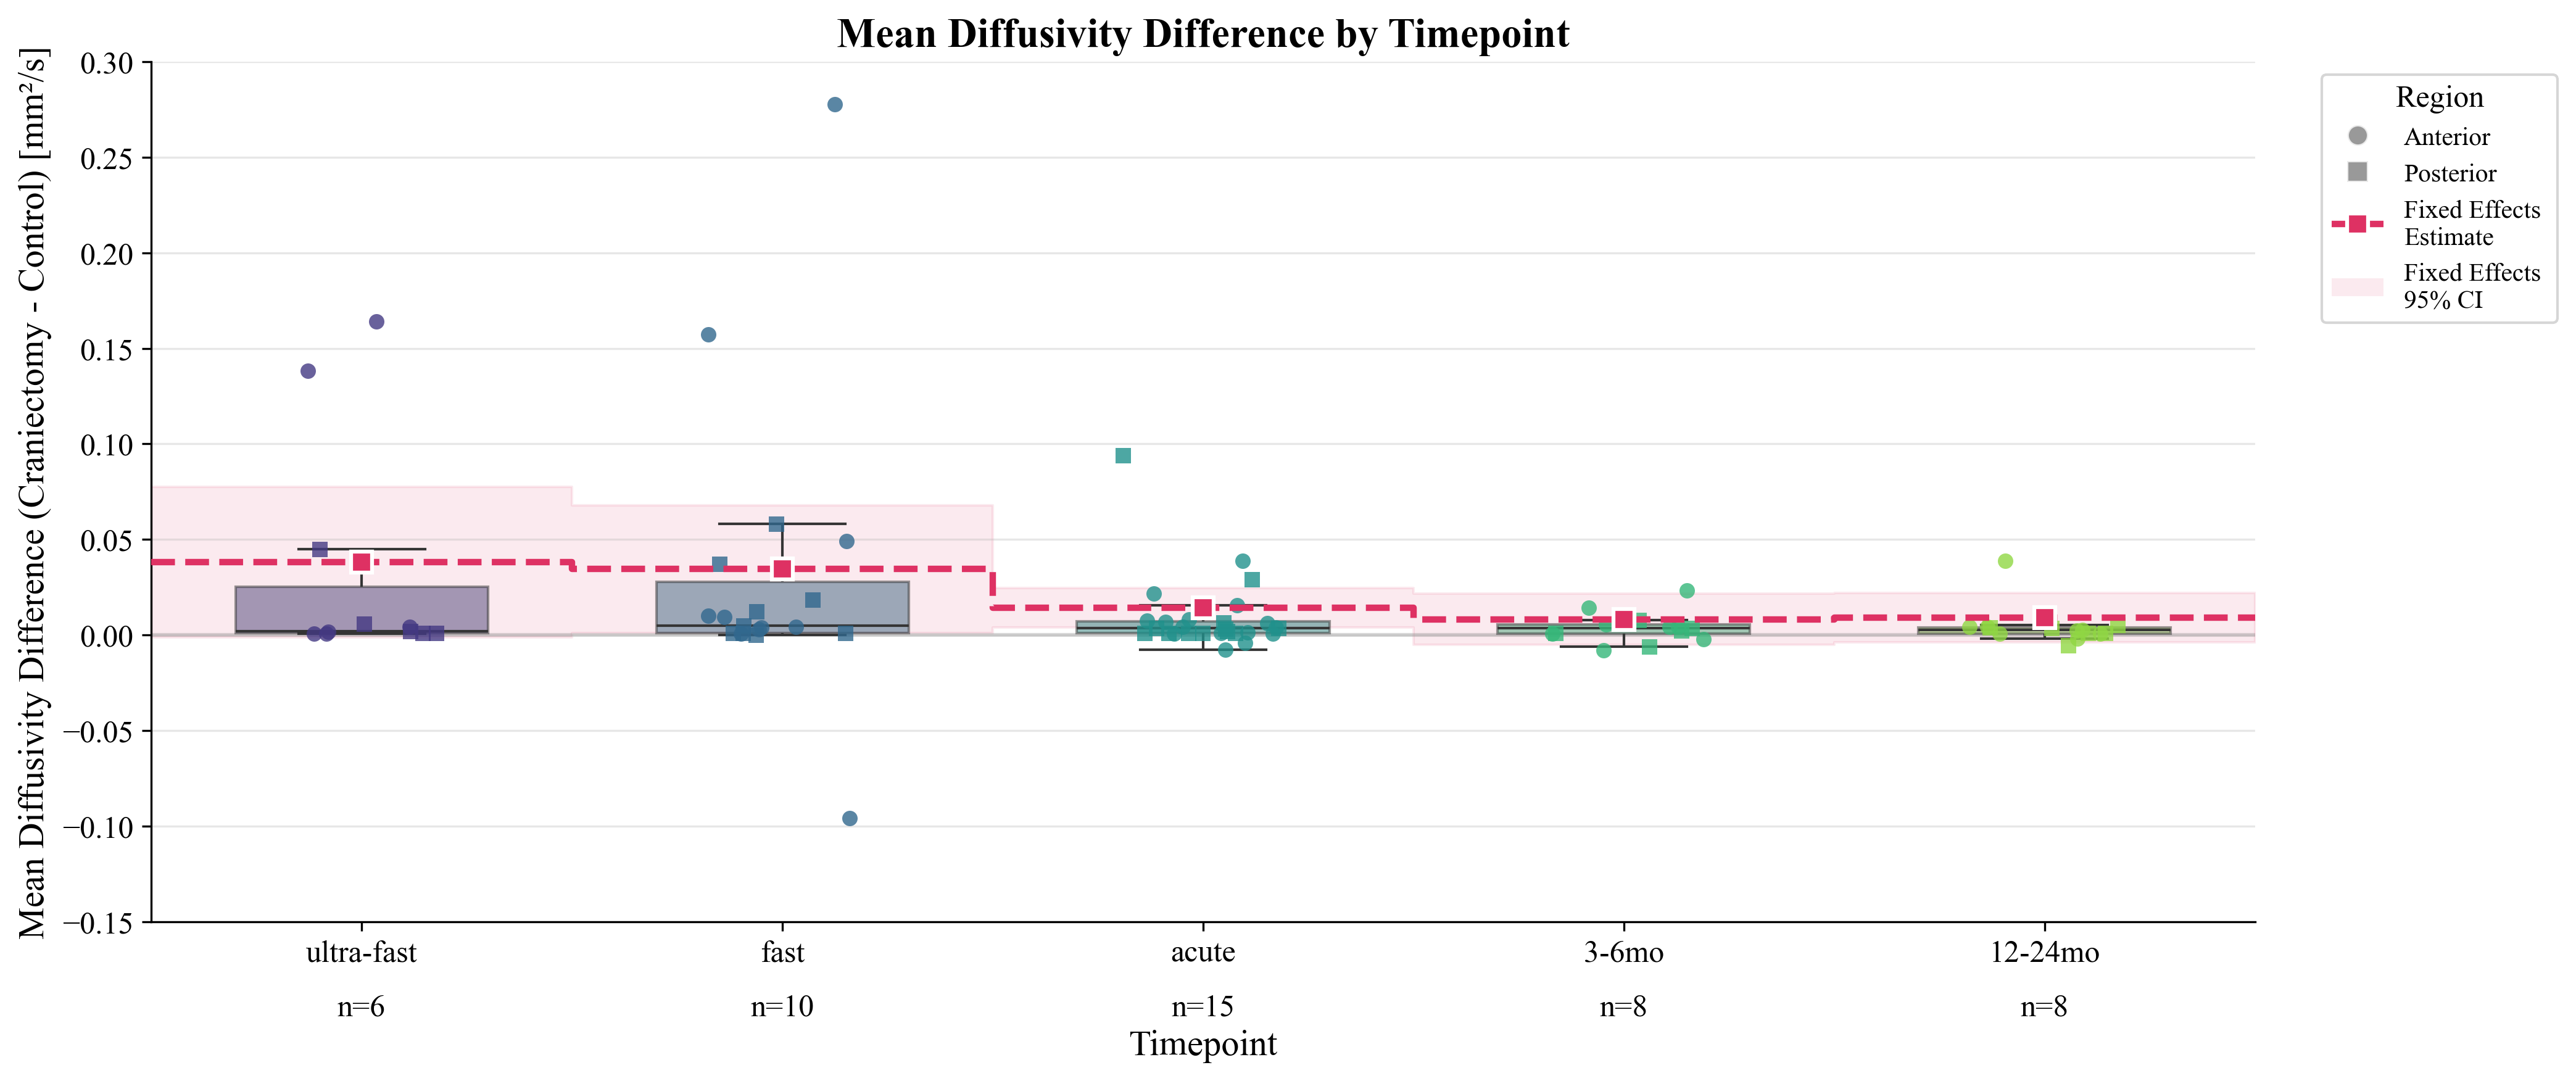 Mean Diffusivity Difference by Timepoint
Mean Diffusivity Difference (Craniectomy - Control) [mm²/s]
0.30
0.25
0.20
0.15
0.10
0.05
0.00
−0.05
−0.10
−0.15
ultra-fast
fast
acute
3-6mo
12-24mo
n=6
n=10
n=15
n=8
n=8
Timepoint
Region
Anterior
Posterior
Fixed Effects
Estimate
Fixed Effects
95% CI